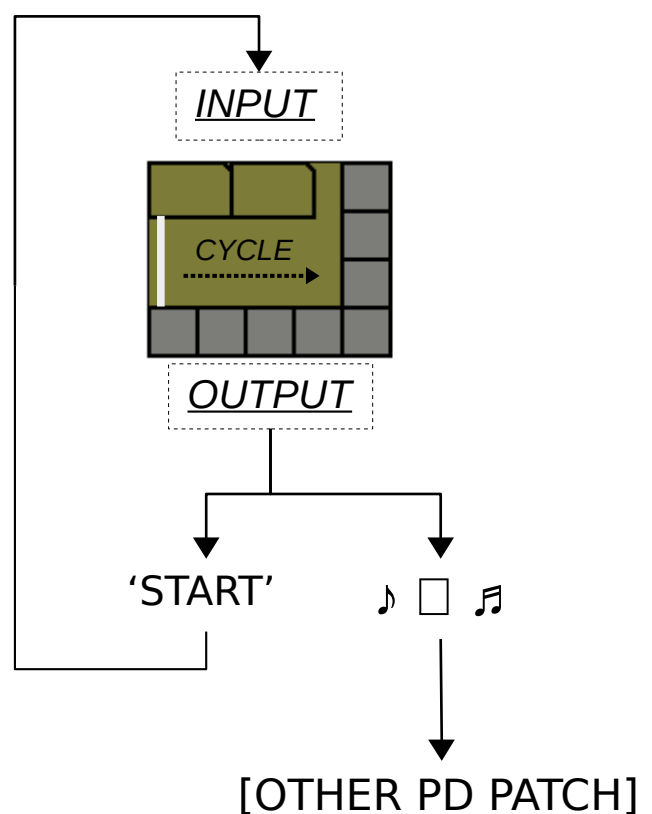 INPUT
CYCLE
OUTPUT
‘START’
♪ □ ♬
[OTHER PD PATCH]